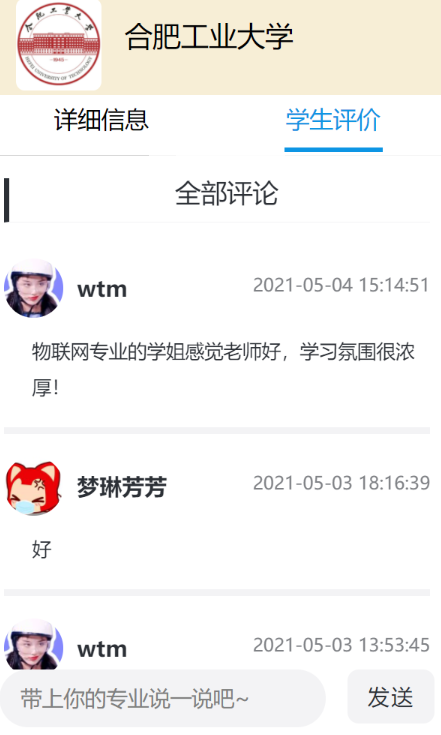 合肥工业大学
详细信息
学生评价
全部评论
wtm
2021-05-04 15:14:51
物联网专业的学姐感觉老师好，学习氛围很浓
厚！
梦琳芳芳
2021-05-03 18:16:39
好
wtm
2021-05-03 13:53:45
带上你的专业说一说吧~
发送